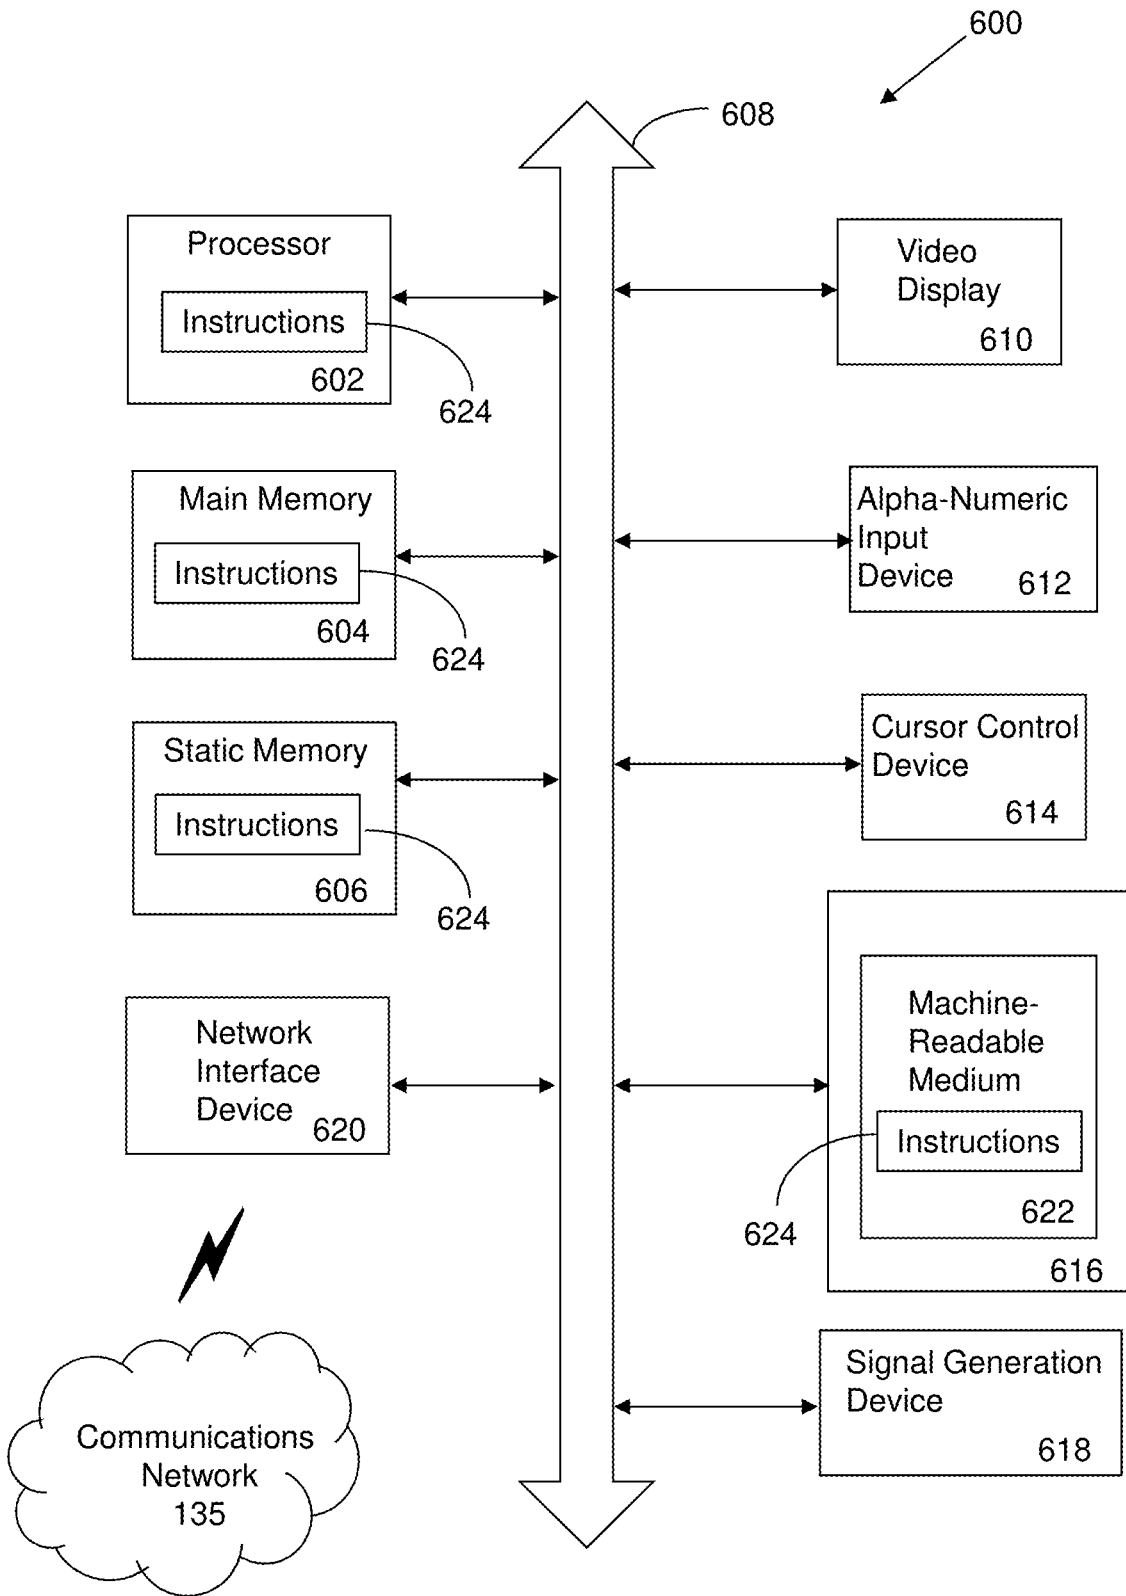 600
608
Processor
Instructions
602
624
Video
Display
610
Main Memory
Instructions
604
624
Alpha-Numeric
Input
Device
612
Static Memory
Instructions
606
624
Cursor Control
Device
614
Network
Interface
Device
620
Machine-
Readable
Medium
Instructions
622
624
616
Communications
Network
135
Signal Generation
Device
618